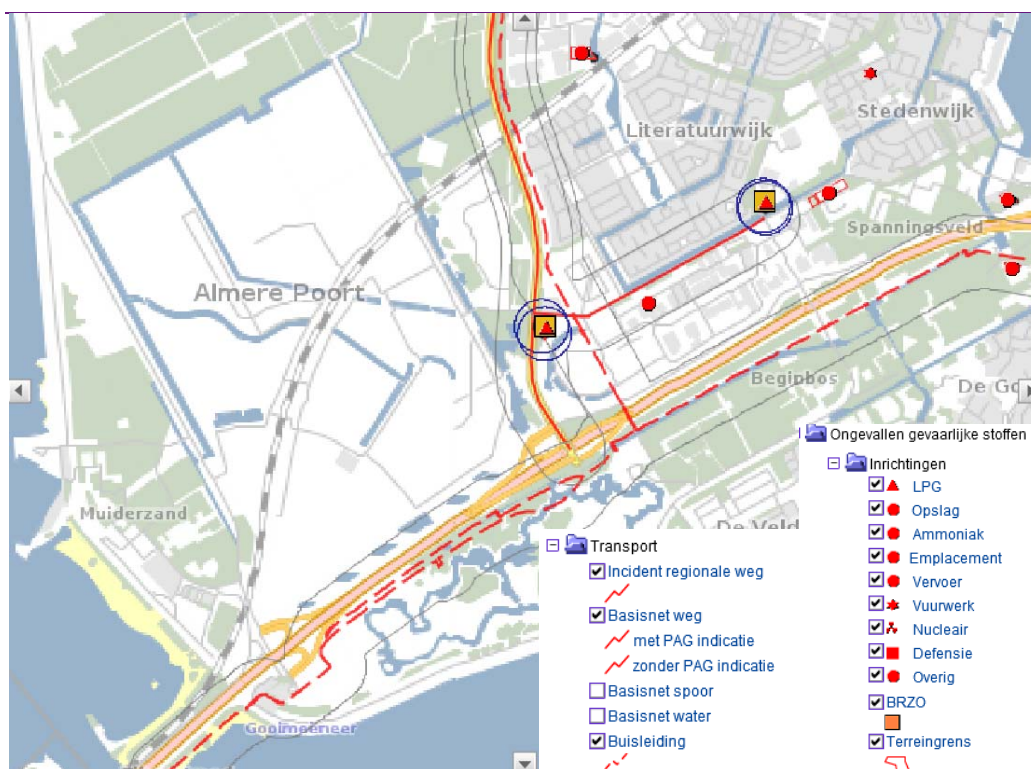 Stedenwijk
Literatuurwijk
Spanningsveld
Almere Poort
Beginbos
De Go
Muiderzand
De Veld
Gooimeerneer
Ongevallen gevaarlijke stoffen
Inrichtingen
LPG
Opslag
Ammoniak
Emplacement
Vervoer
Vuurwerk
Nucleair
Defensie
Overig
BRZO
Terreingrens
Transport
Incident regionale weg
Basisnet weg
met PAG indicatie
zonder PAG indicatie
Basisnet spoor
Basisnet water
Buisleiding